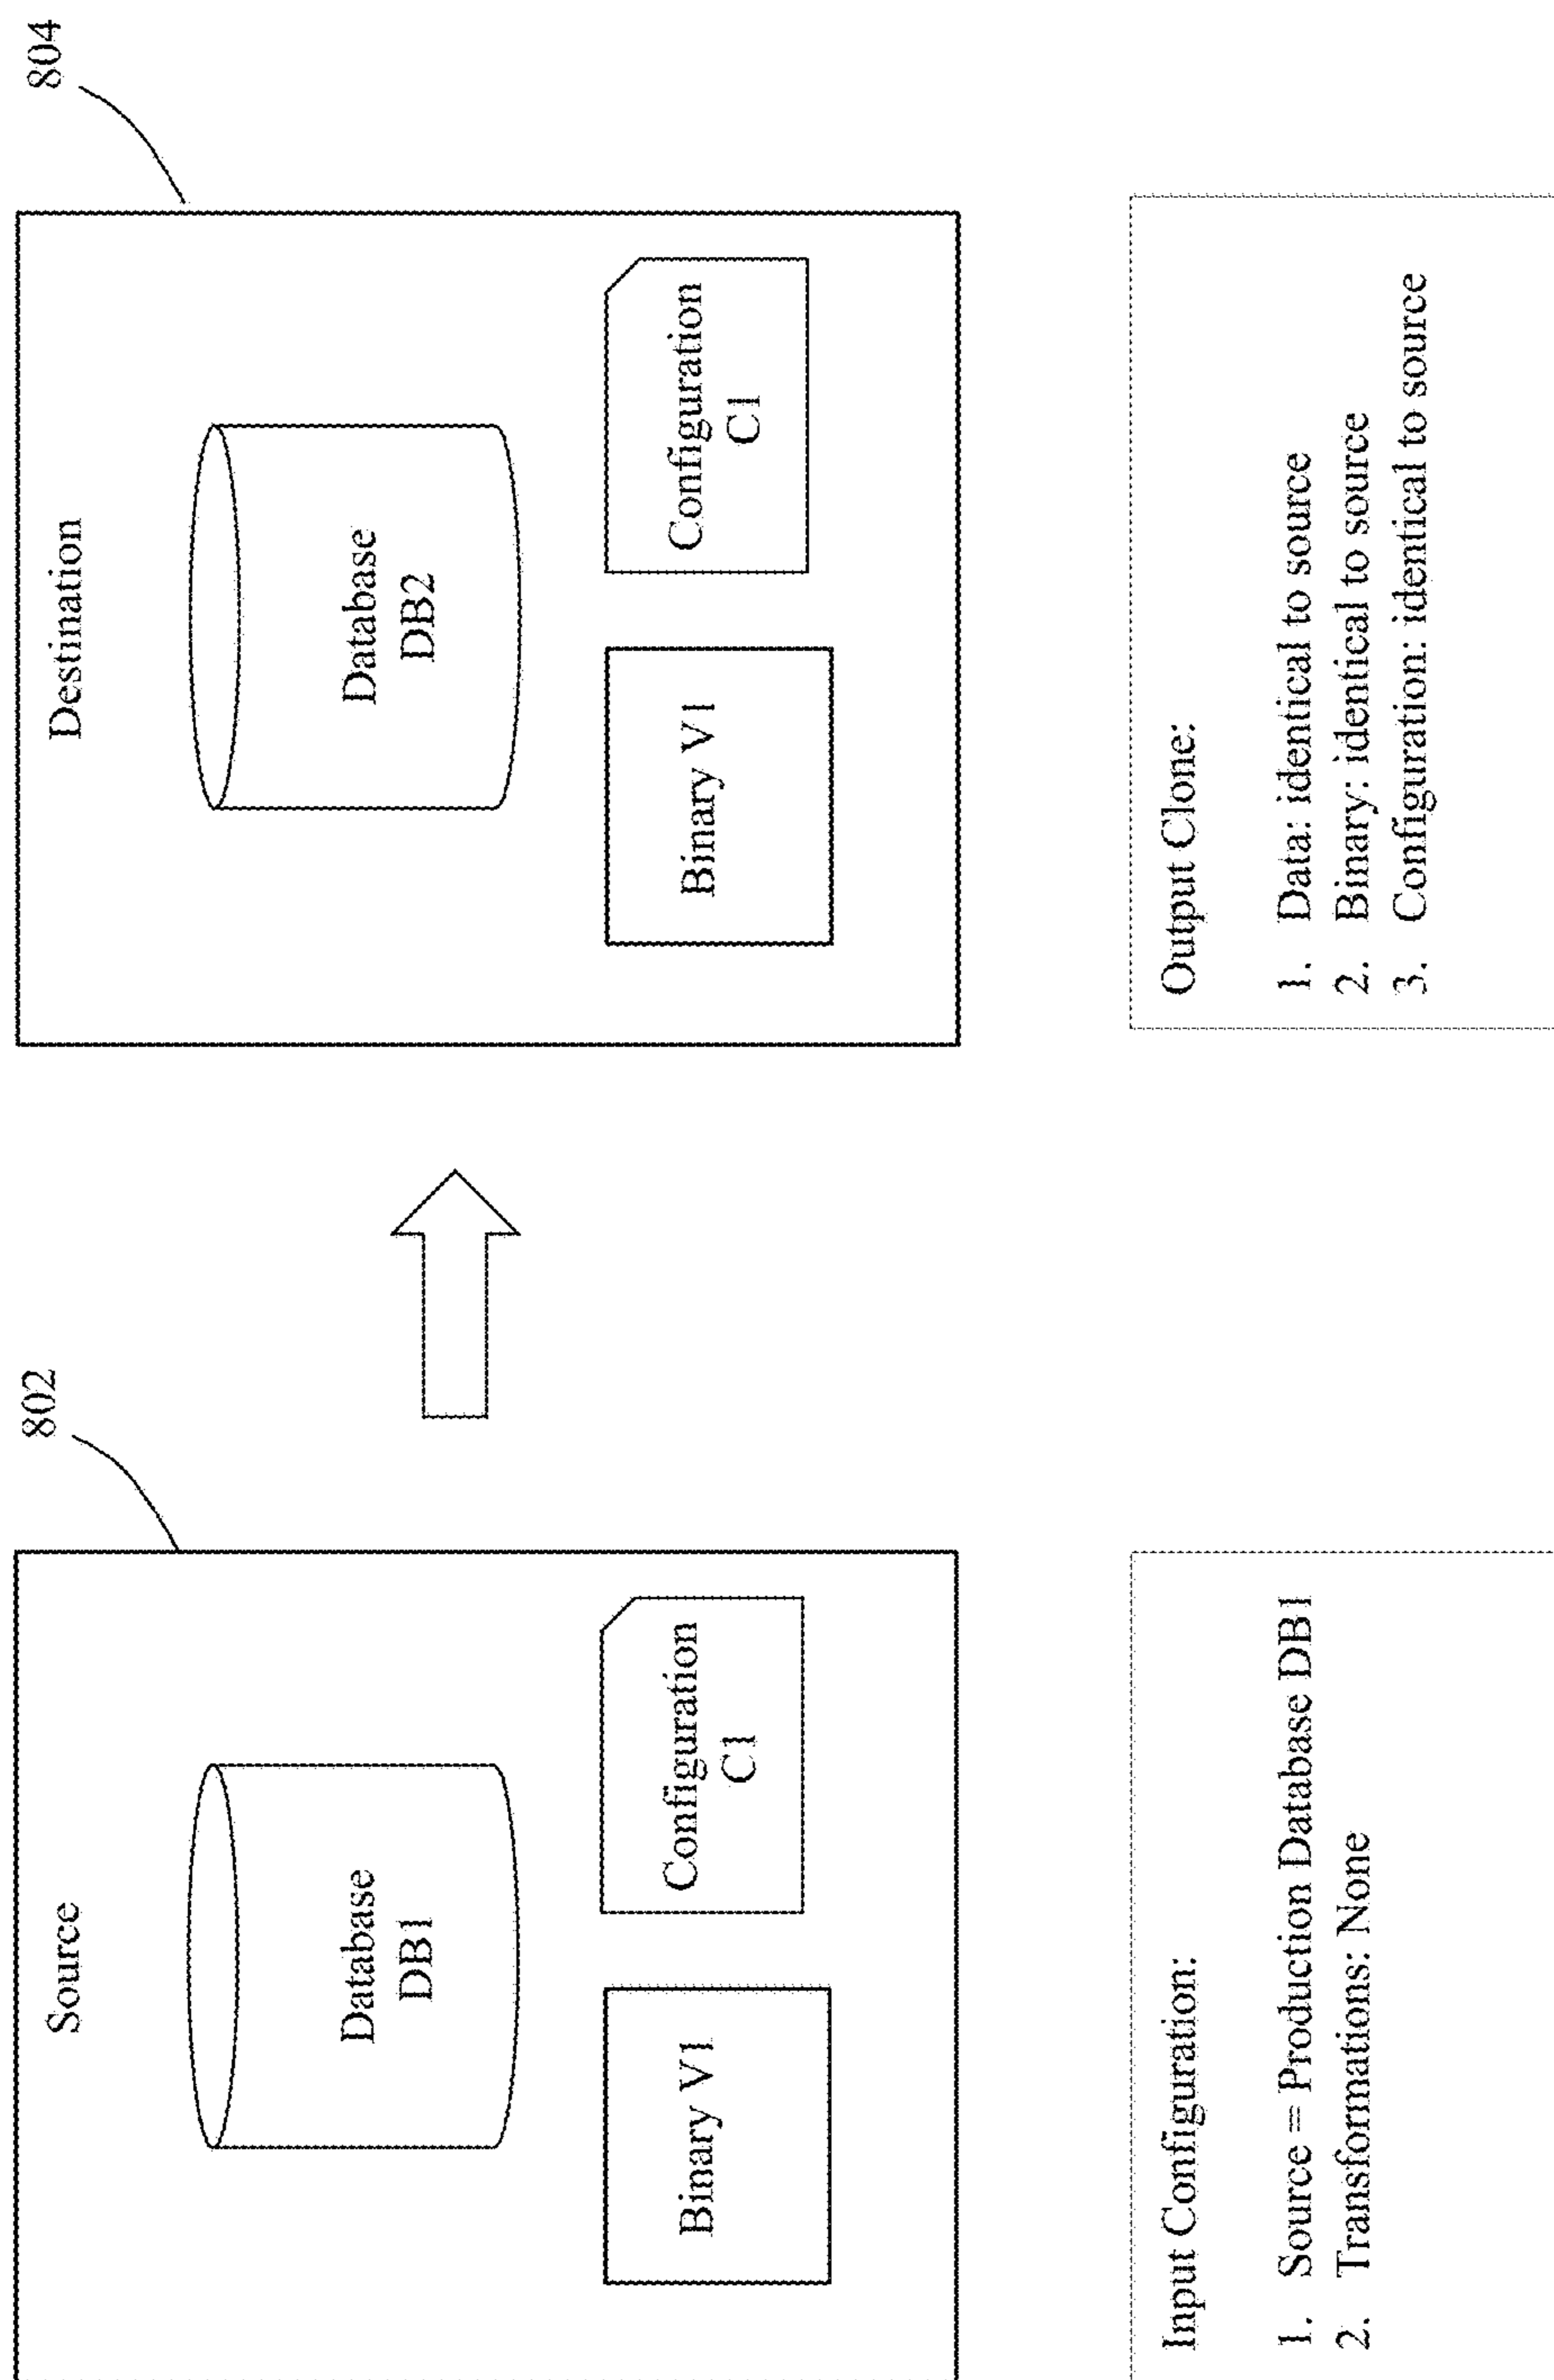 802
Source
Database
DB1
Binary V1
Configuration
C1
804
Destination
Database
DB2
Binary V1
Configuration
C1
Input Configuration:
1. Source = Production Database DB1
2. Transformations: None
Output Clone:
1. Data: identical to source
2. Binary: identical to source
3. Configuration: identical to source